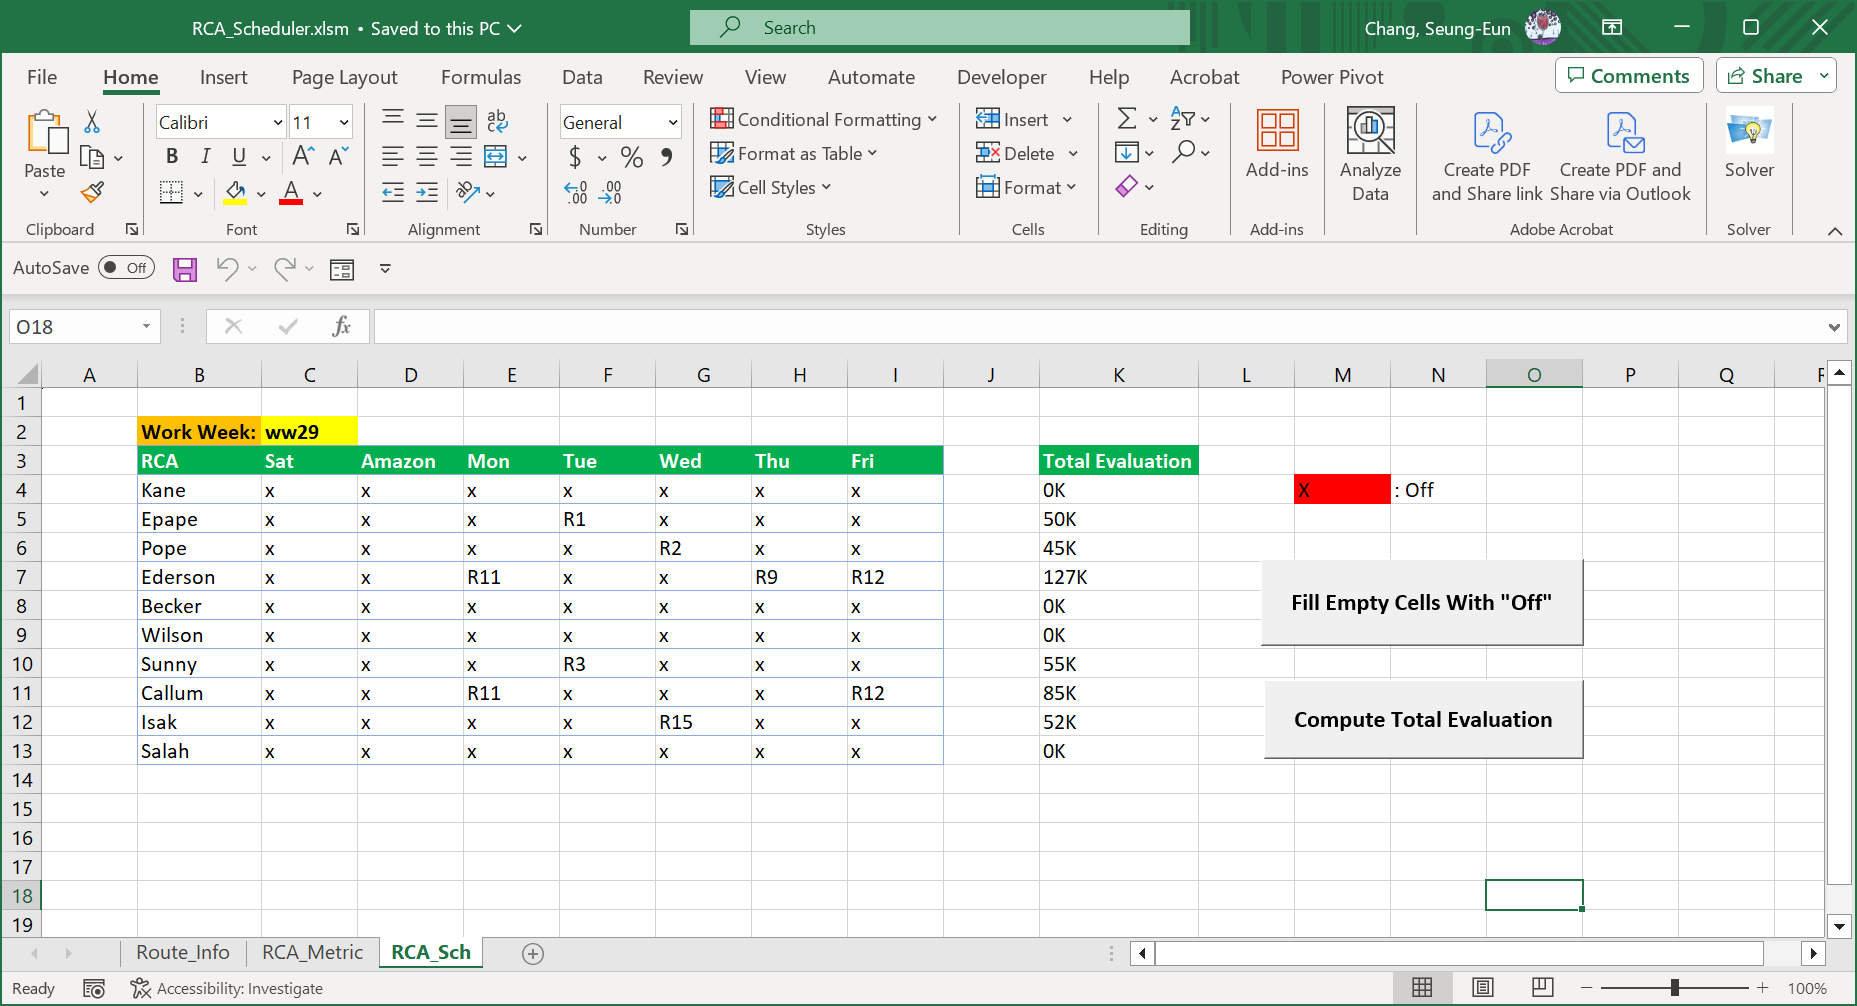 RCA_Scheduler.xlsm • Saved to this PC
Search
Chang, Seung-Eun
File Home Insert Page Layout Formulas Data Review View Automate Developer Help Acrobat Power Pivot
Comments Share
Paste
Clipboard
Calibri 11
B I U A A A
Font
ab
c
Alignment
General
$ % 9
←0 .00
.00 →0
Number
Conditional Formatting
Format as Table
Cell Styles
Styles
Insert
Delete
Format
Cells
Σ AZ
Editing
Add-ins
Add-ins
Analyze
Data
Create PDF
and Share link
Create PDF and
Share via Outlook
Adobe Acrobat
Solver
Solver
AutoSave Off
O18 fx
A B C D E F G H I J K L M N O P Q
1
2 Work Week: ww29
3 RCA Sat Amazon Mon Tue Wed Thu Fri Total Evaluation
4 Kane x x x x x x x 0K X : Off
5 Epape x x x R1 x x x 50K
6 Pope x x x x R2 x x 45K
7 Ederson x x R11 x x R9 R12 127K
8 Becker x x x x x x x 0K
Fill Empty Cells With "Off"
9 Wilson x x x x x x x 0K
10 Sunny x x x R3 x x x 55K
11 Callum x x R11 x x x R12 85K
12 Isak x x x x R15 x x 52K
Compute Total Evaluation
13 Salah x x x x x x x 0K
14
15
16
17
18
19
Route_Info RCA_Metric RCA_Sch
Ready Accessibility: Investigate 100%